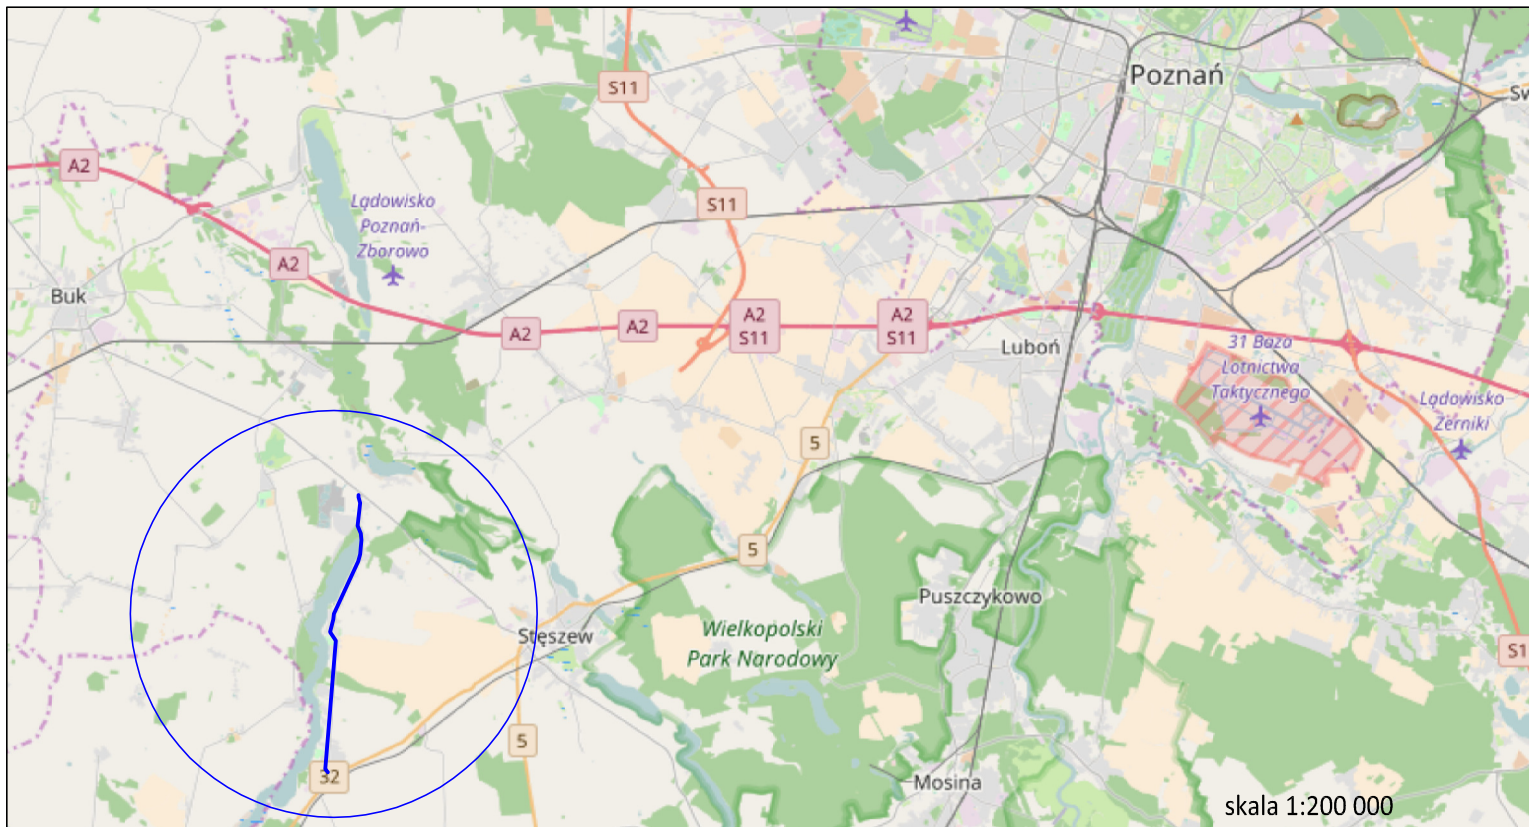 Poznań
S11
Sw
A2
S11
Lądowisko
Poznań-
Zborowo
A2
Buk
A2
A2
A2
S11
A2
S11
Luboń
31 Baza
Lotnictwa
Taktycznego
Lądowisko
Żerniki
5
5
Puszczykowo
Stęszew
Wielkopolski
Park Narodowy
S1
5
32
Mosina
skala 1:200 000